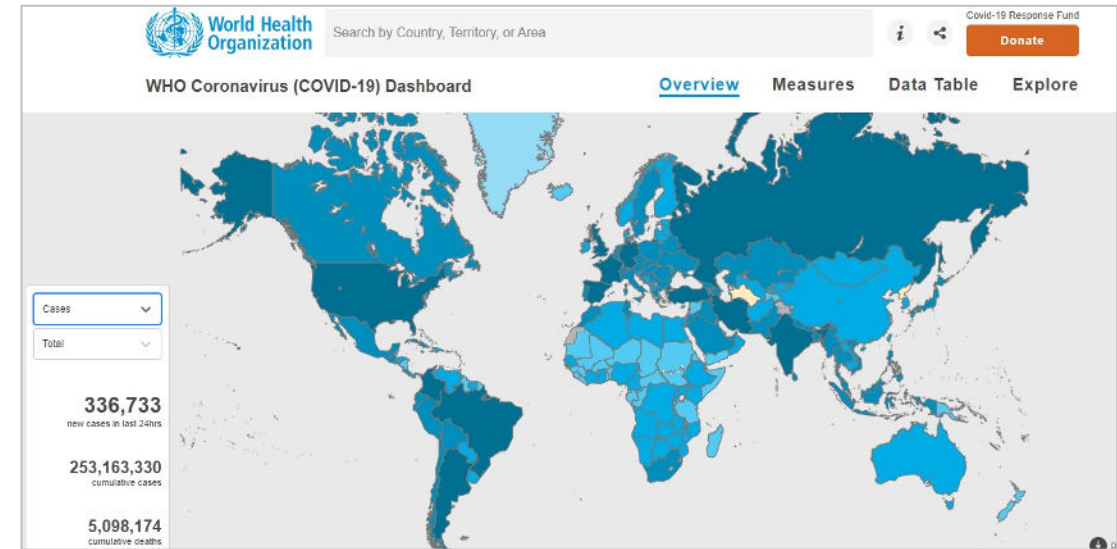 World Health
Organization
Search by Country, Territory, or Area
i
Covid-19 Response Fund
Donate
WHO Coronavirus (COVID-19) Dashboard
Overview Measures Data Table Explore
Cases
Total
336,733
new cases in last 24hrs
253,163,330
cumulative cases
5,098,174
cumulative deaths